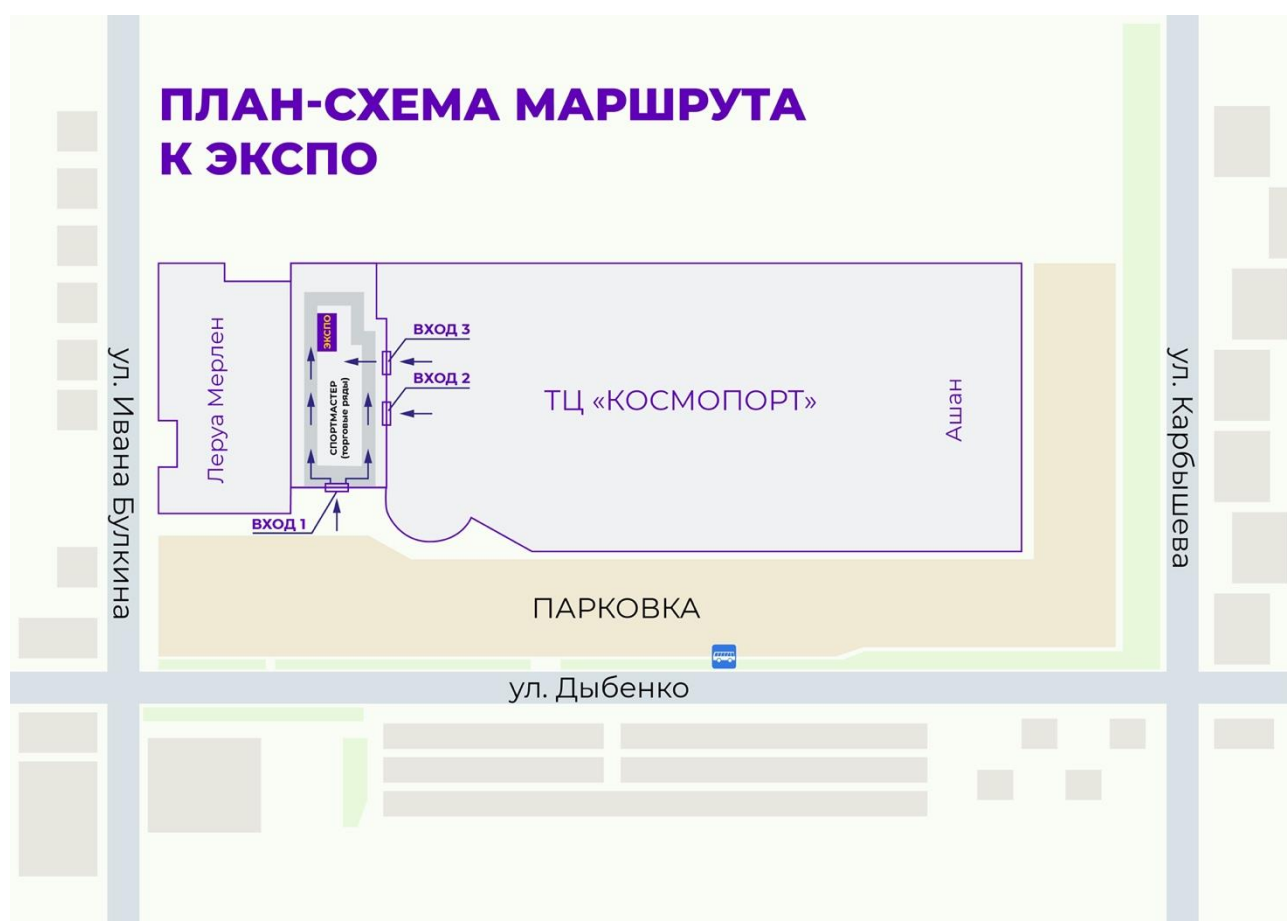 ПЛАН-СХЕМА МАРШРУТА
К ЭКСПО
ул. Ивана Булкина
Леруа Мерлен
ЭКСПО
СПОРТМАСТЕР
(торговые ряды)
ВХОД 3
ВХОД 2
ВХОД 1
ТЦ «КОСМОПОРТ»
Ашан
ул. Карбышева
ПАРКОВКА
ул. Дыбенко